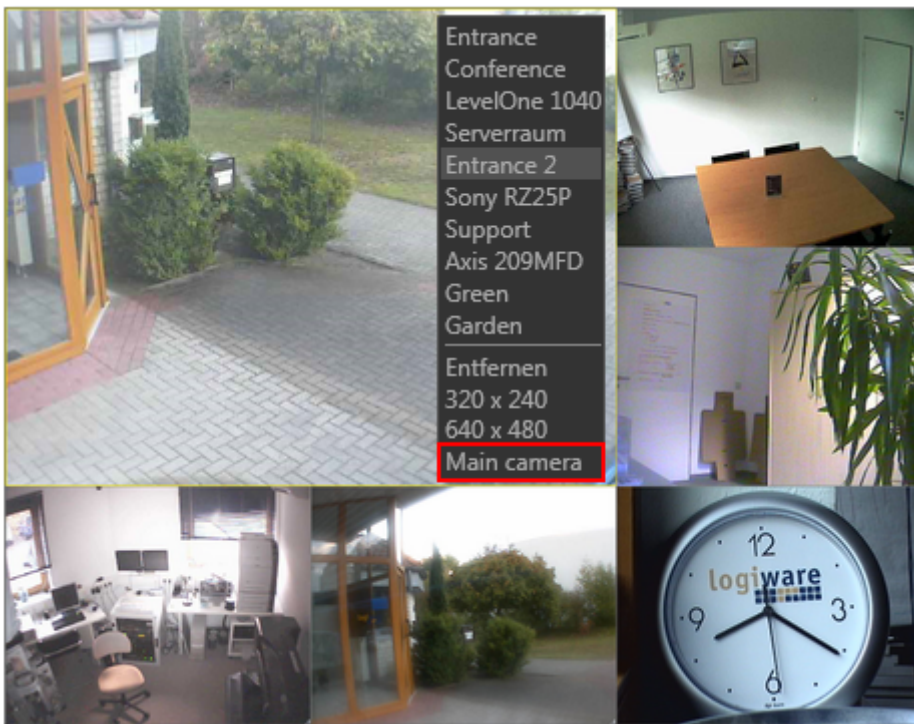 Entrance
Conference
LevelOne 1040
Serverraum
Entrance 2
Sony RZ25P
Support
Axis 209MFD
Green
Garden
Entfernen
320 x 240
640 x 480
Main camera
12
logiware
9
3
6